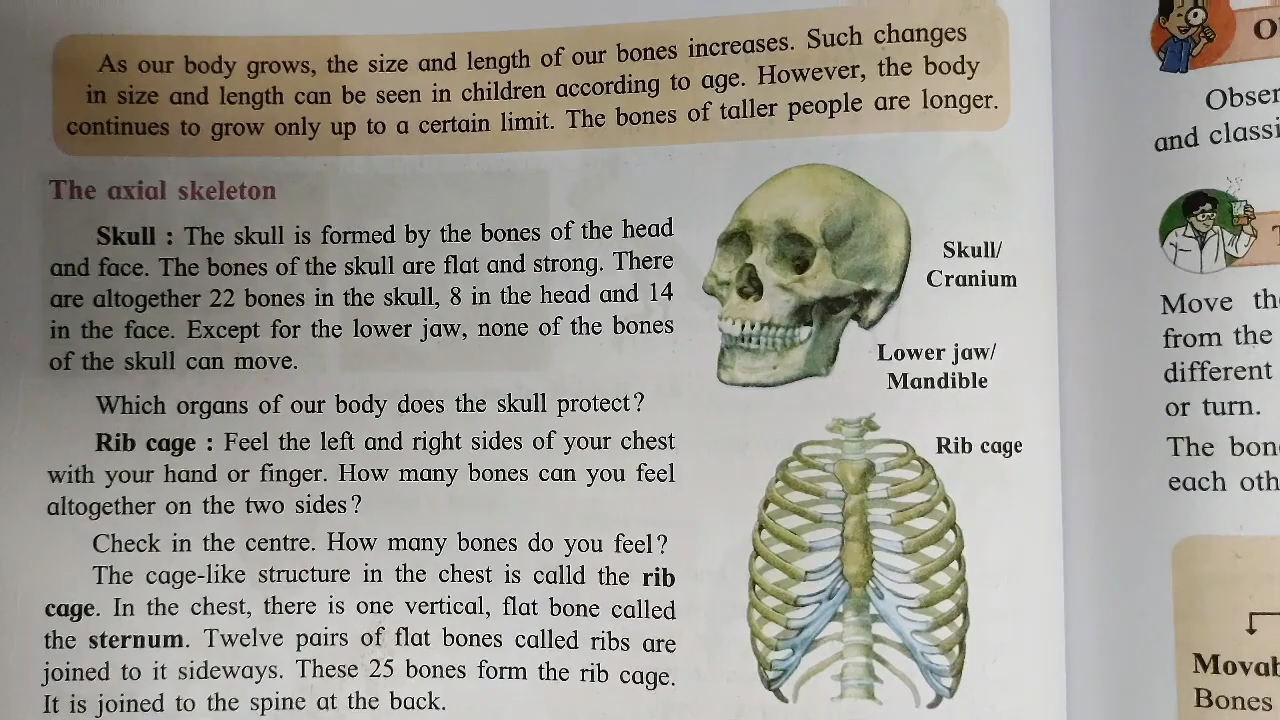 As our body grows, the size and length of our bones increases. Such changes
in size and length can be seen in children according to age. However, the body
continues to grow only up to a certain limit. The bones of taller people are longer.
The axial skeleton
Skull : The skull is formed by the bones of the head
and face. The bones of the skull are flat and strong. There
are altogether 22 bones in the skull, 8 in the head and 14
in the face. Except for the lower jaw, none of the bones
of the skull can move.
Which organs of our body does the skull protect?
Rib cage : Feel the left and right sides of your chest
with your hand or finger. How many bones can you feel
altogether on the two sides?
Check in the centre. How many bones do you feel?
The cage-like structure in the chest is calld the rib
cage. In the chest, there is one vertical, flat bone called
the sternum. Twelve pairs of flat bones called ribs are
joined to it sideways. These 25 bones form the rib cage.
It is joined to the spine at the back.
Skull/
Cranium
Lower jaw/
Mandible
Rib cage
and
Move
from the
different
or turn.
The
each
Bones